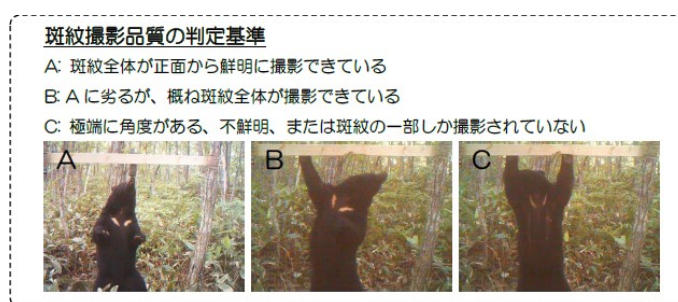 斑紋撮影品質の判定基準
A: 斑紋全体が正面から鮮明に撮影できている
B: A に劣るが、概ね斑紋全体が撮影できている
C: 極端に角度がある、不鮮明、または斑紋の一部しか撮影されていない
A B C